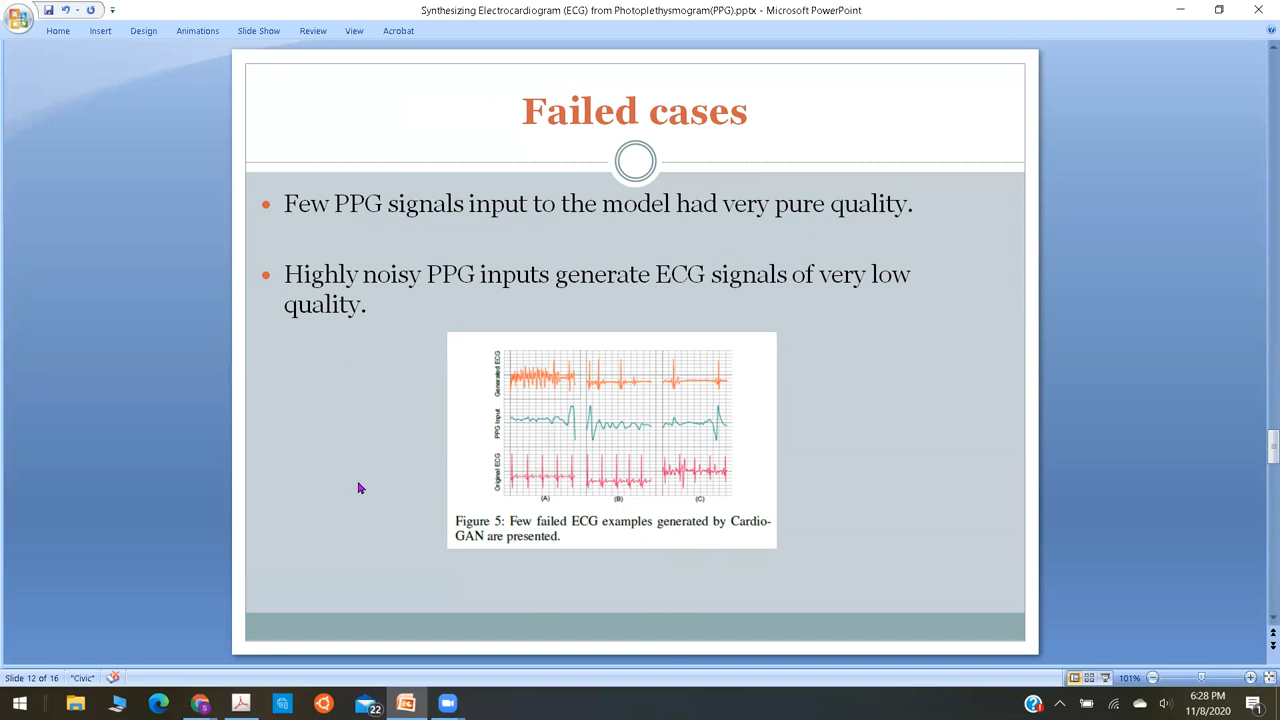 Synthesizing Electrocardiogram (ECG) from Photoplethysmogram(PPG).pptx - Microsoft PowerPoint
Home Insert Design Animations Slide Show Review View Acrobat
Failed cases
Few PPG signals input to the model had very pure quality.
Highly noisy PPG inputs generate ECG signals of very low
quality.
Generated ECG
PPG Input
Original ECG
(A) (B) (C)
Figure 5: Few failed ECG examples generated by Cardio-
GAN are presented.
Slide 12 of 16 "Civic" 101%
22
6:28 PM
11/8/2020
1